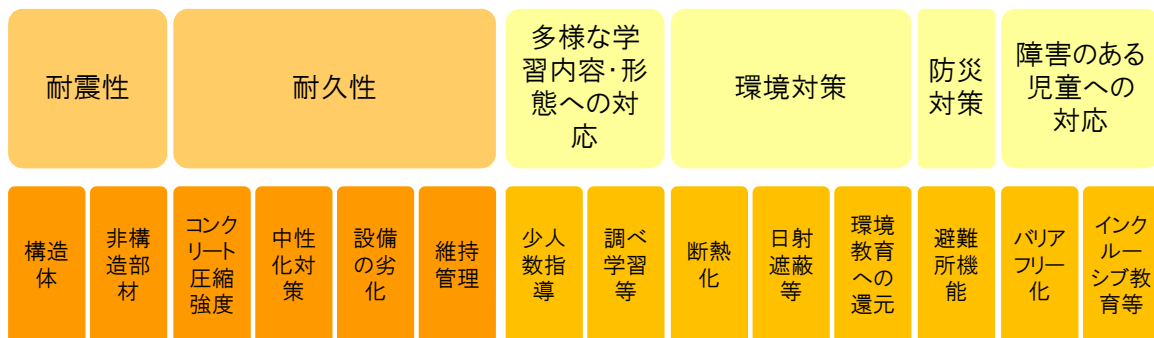 耐震性
耐久性
多様な学
習内容・形
態への対
応
環境対策
防災
対策
障害のある
児童への
対応
構造
体
非構
造部
材
コンク
リート
圧縮
強度
中性
化対
策
設備
の劣
化
維持
管理
少人
数指
導
調べ
学習
等
断熱
化
日射
遮蔽
等
環境
教育
への
還元
避難
所機
能
バリア
フリー
化
インク
ルー
シブ教
育等